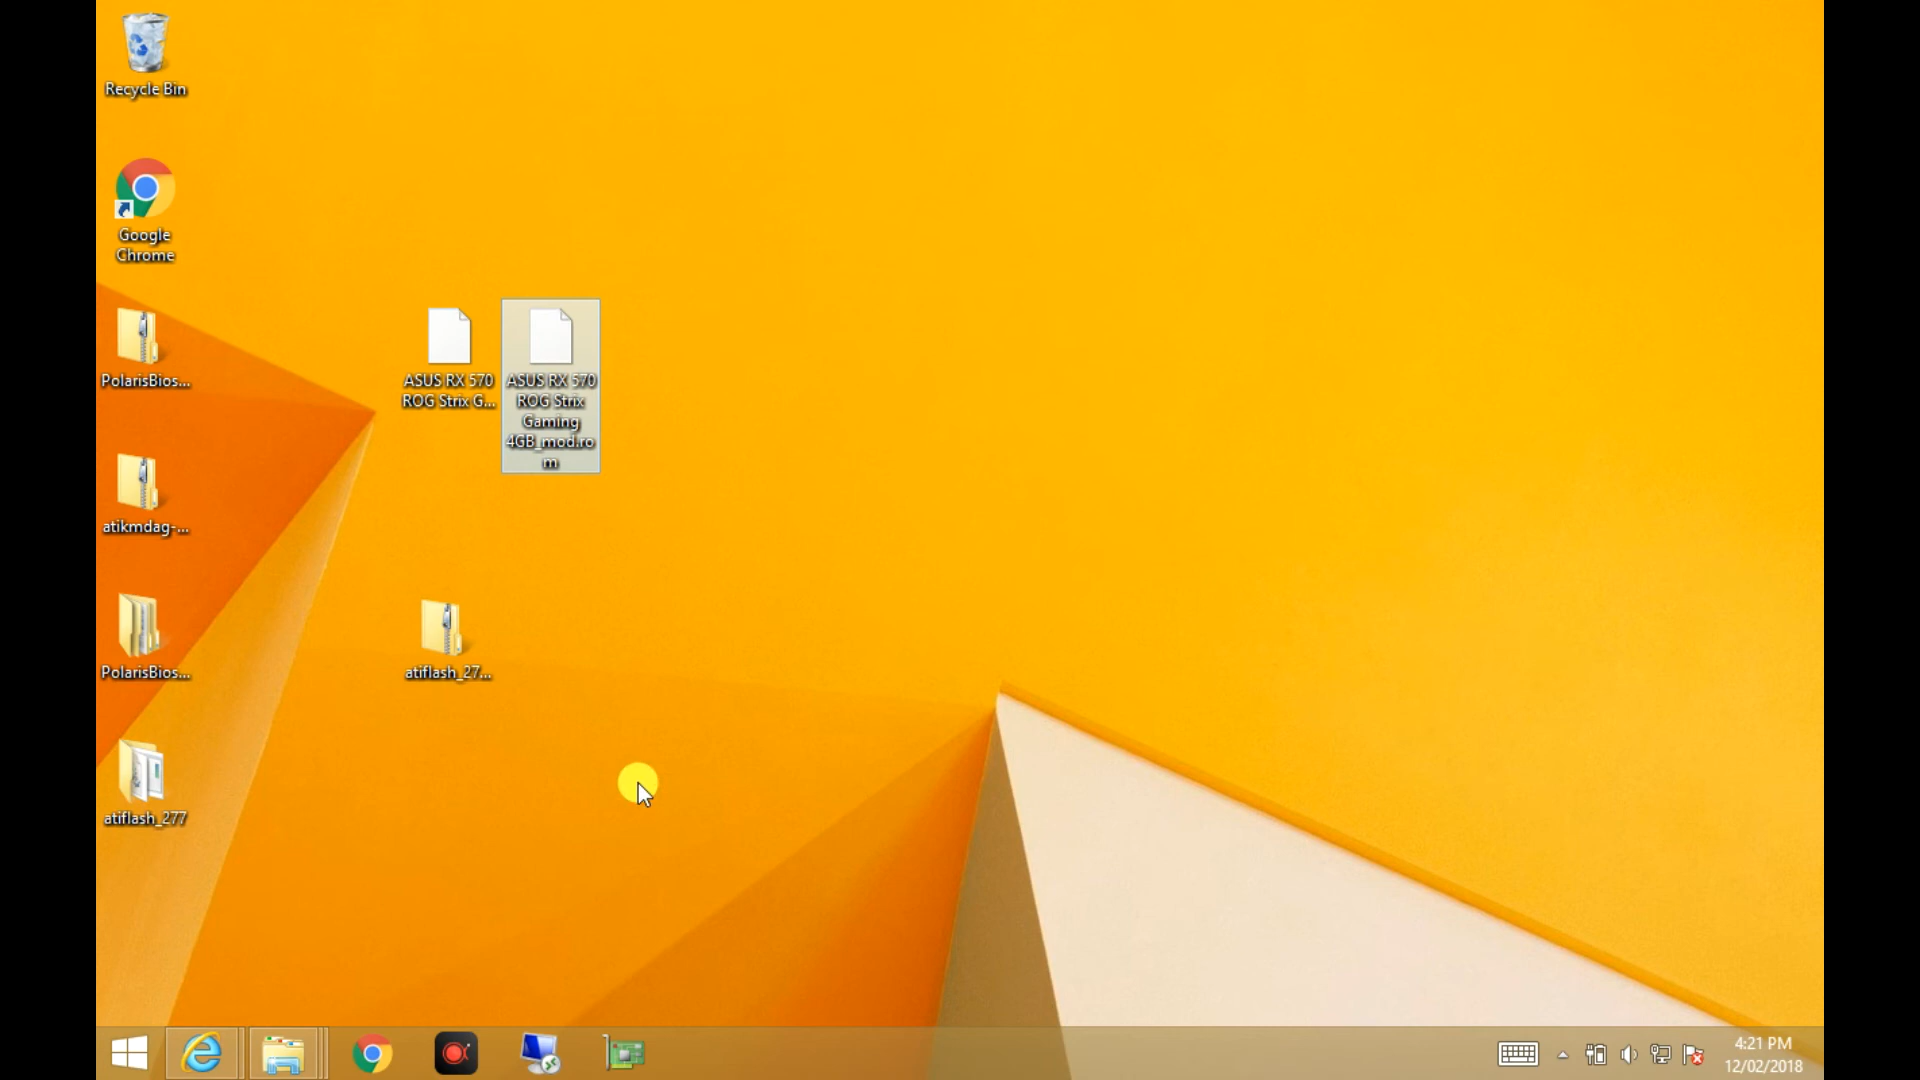 Recycle Bin
Google
Chrome
PolarisBios...
atikmdag-...
PolarisBios...
atiflash_277
ASUS RX 570
ROG Strix G...
ASUS RX 570
ROG Strix
Gaming
4GB_mod.ro
m
atiflash_27...
4:21 PM
12/02/2018